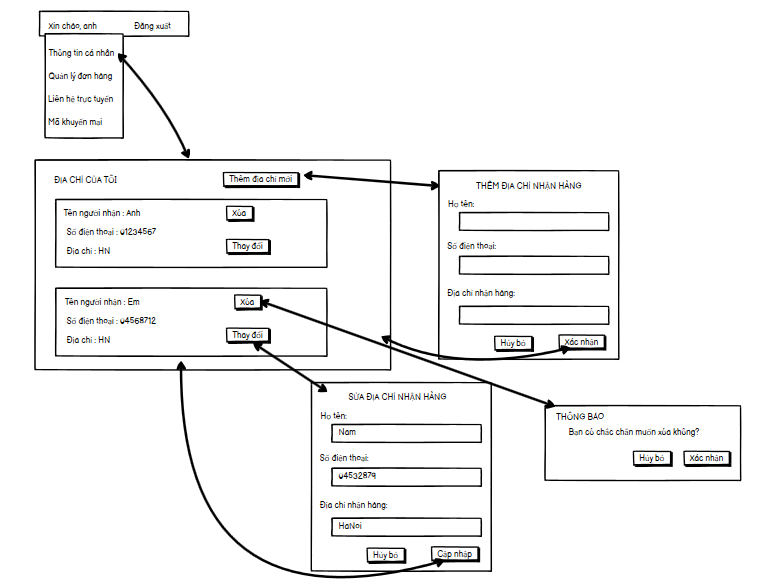 Xin chào, anh Đăng xuất
Thông tin cá nhân
Quản lý đơn hàng
Liên hệ trực tuyến
Mã khuyến mại
ĐỊA CHỈ CỦA TÔI Thêm địa chỉ mới
Tên người nhận : Anh Xóa
Số điện thoại : 01234567
Địa chỉ : HN Thay đổi
Tên người nhận : Em Xóa
Số điện thoại : 04568712
Địa chỉ : HN Thay đổi
THÊM ĐỊA CHỈ NHẬN HÀNG
Họ tên:
Số điện thoại:
Địa chỉ nhận hàng:
Hủy bỏ Xác nhận
SỬA ĐỊA CHỈ NHẬN HÀNG
Họ tên:
Nam
Số điện thoại:
04532879
Địa chỉ nhận hàng:
HaNoi
Hủy bỏ Cập nhập
THÔNG BÁO
Bạn có chắc chắn muốn xóa không?
Hủy bỏ Xác nhận